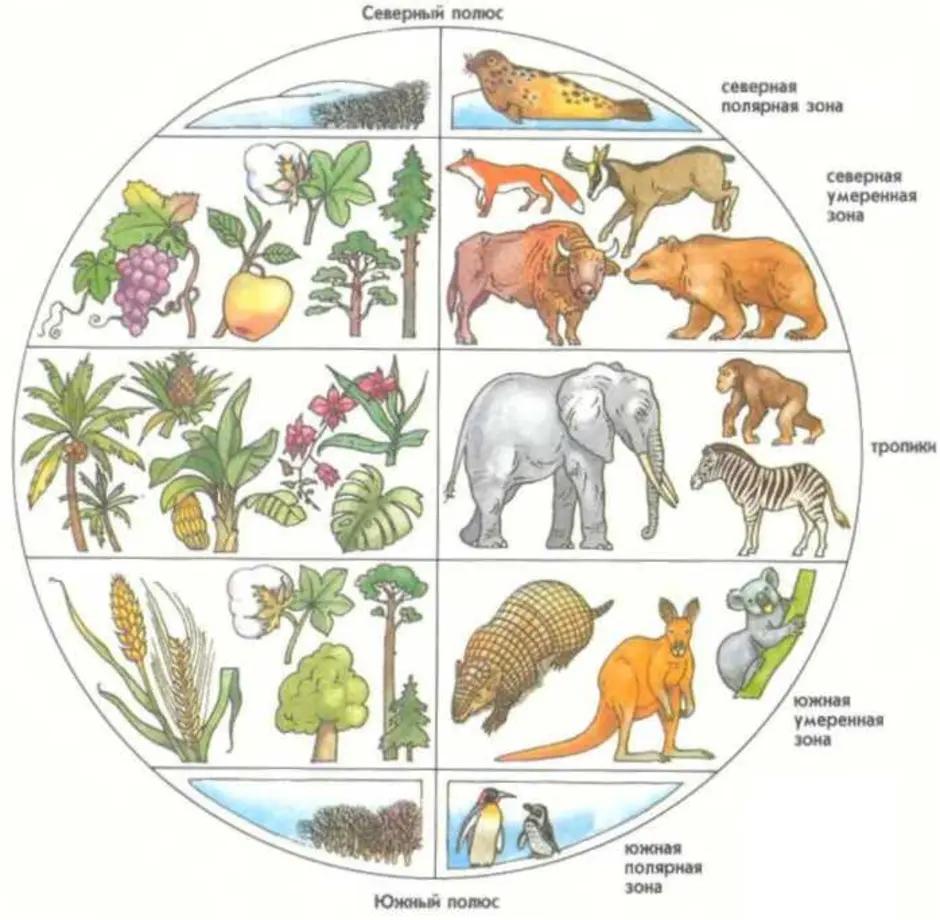 Северный полюс
северная
полярная зона
северная
умеренная
зона
тропики
южная
умеренная
зона
южная
полярная
зона
Южный полюс